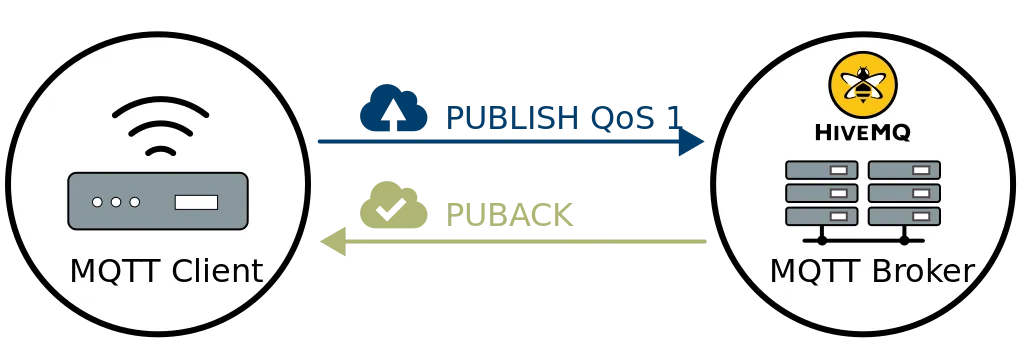 PUBLISH QoS 1
HIVEMQ
PUBACK
MQTT Client
MQTT Broker